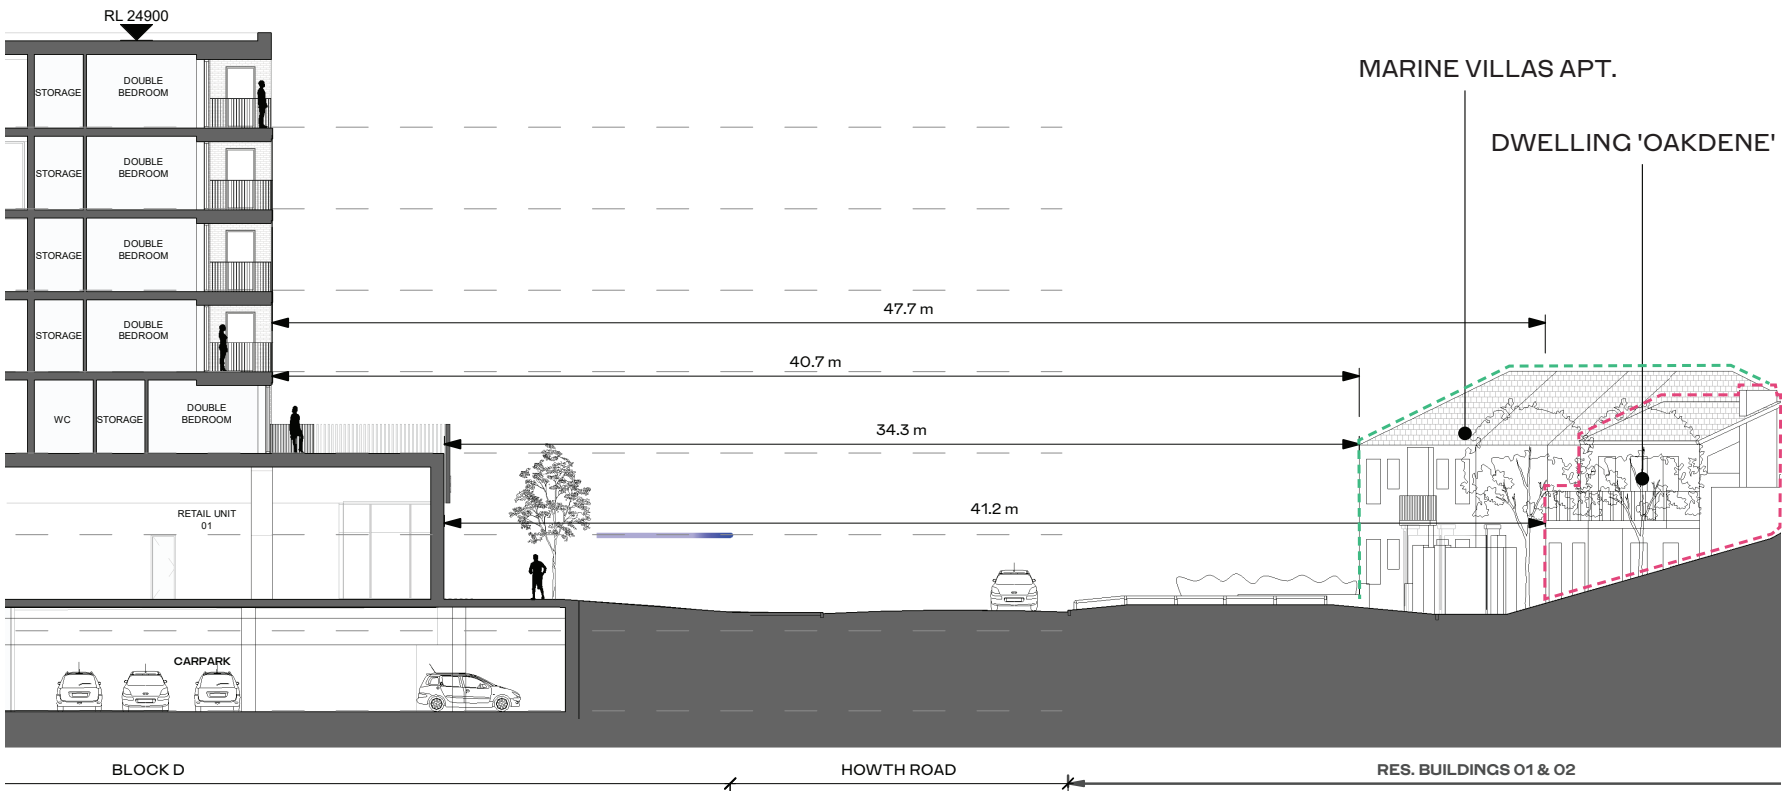 RL 24900
MARINE VILLAS APT.
DWELLING 'OAKDENE'
STORAGE
DOUBLE
BEDROOM
STORAGE
DOUBLE
BEDROOM
STORAGE
DOUBLE
BEDROOM
STORAGE
DOUBLE
BEDROOM
47.7 m
40.7 m
WC
STORAGE
DOUBLE
BEDROOM
34.3 m
RETAIL UNIT
01
41.2 m
CARPARK
BLOCK D
HOWTH ROAD
RES. BUILDINGS 01 & 02